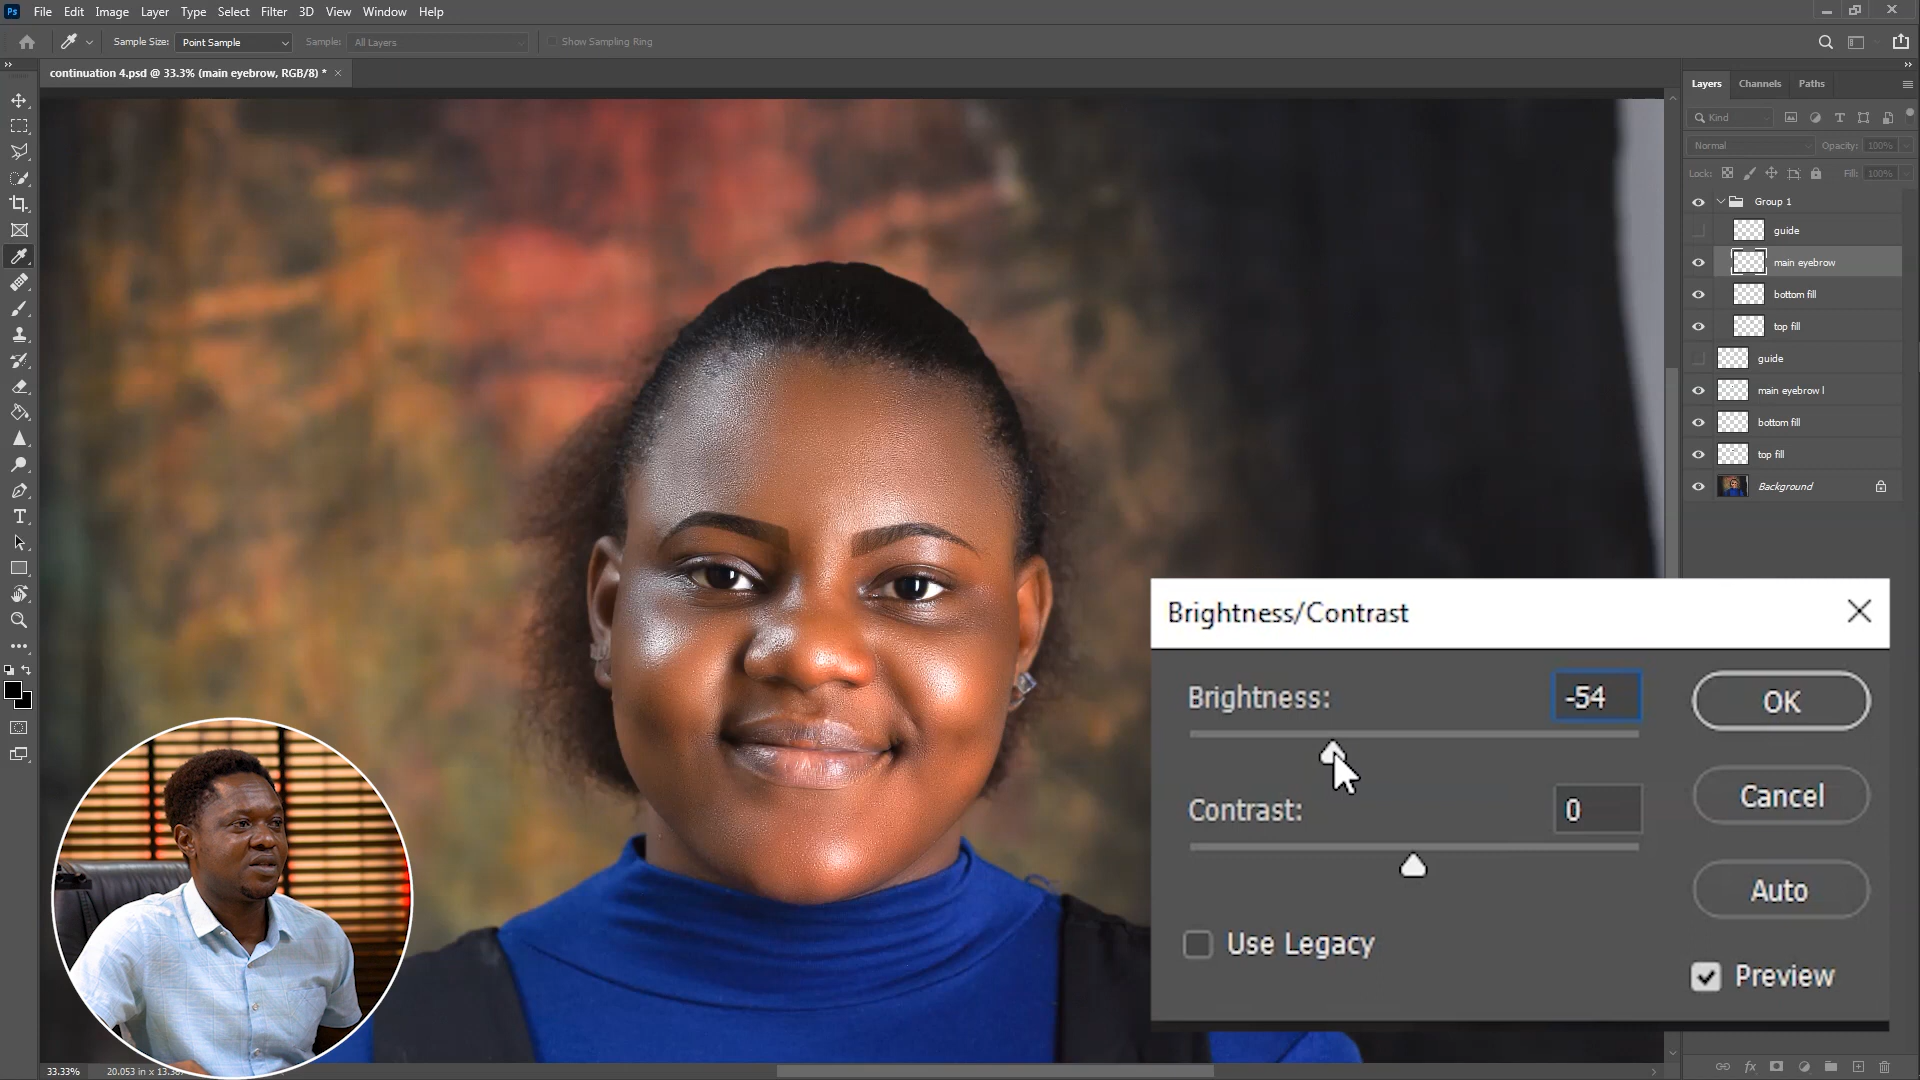 Ps File Edit Image Layer Type Select Filter 3D View Window Help
Sample Size: Point Sample Sample: All Layers Show Sampling Ring
continuation 4.psd @ 33.3% (main eyebrow, RGB/8) *
Layers Channels Paths
Kind
Normal Opacity: 100%
Lock: Fill: 100%
Group 1
guide
main eyebrow
bottom fill
top fill
guide
main eyebrow l
bottom fill
top fill
Background
Brightness/Contrast
Brightness: -54
OK
Contrast: 0
Cancel
Auto
Use Legacy
Preview
33.33%